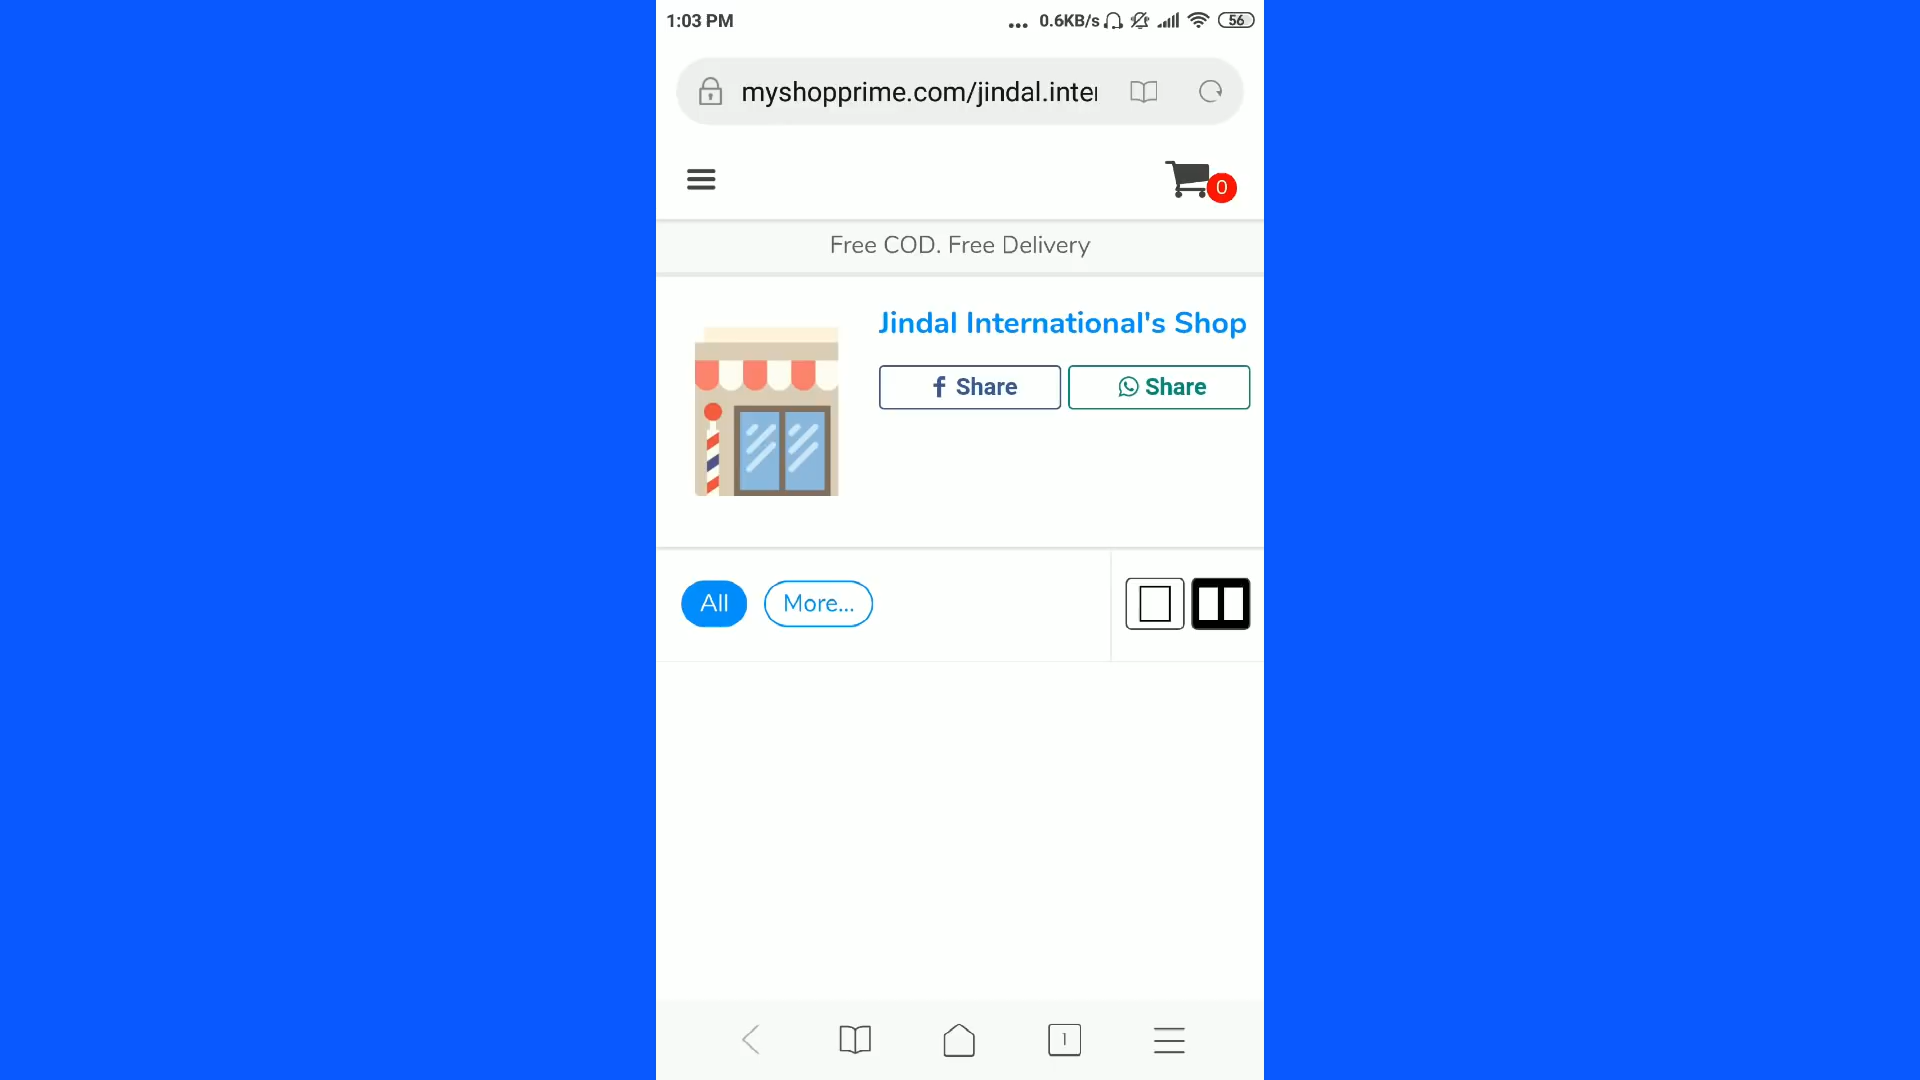 1:03 PM ... 0.6KB/s 56
myshopprime.com/jindal.inter
0
Free COD. Free Delivery
Jindal International's Shop
Share Share
All More...
1